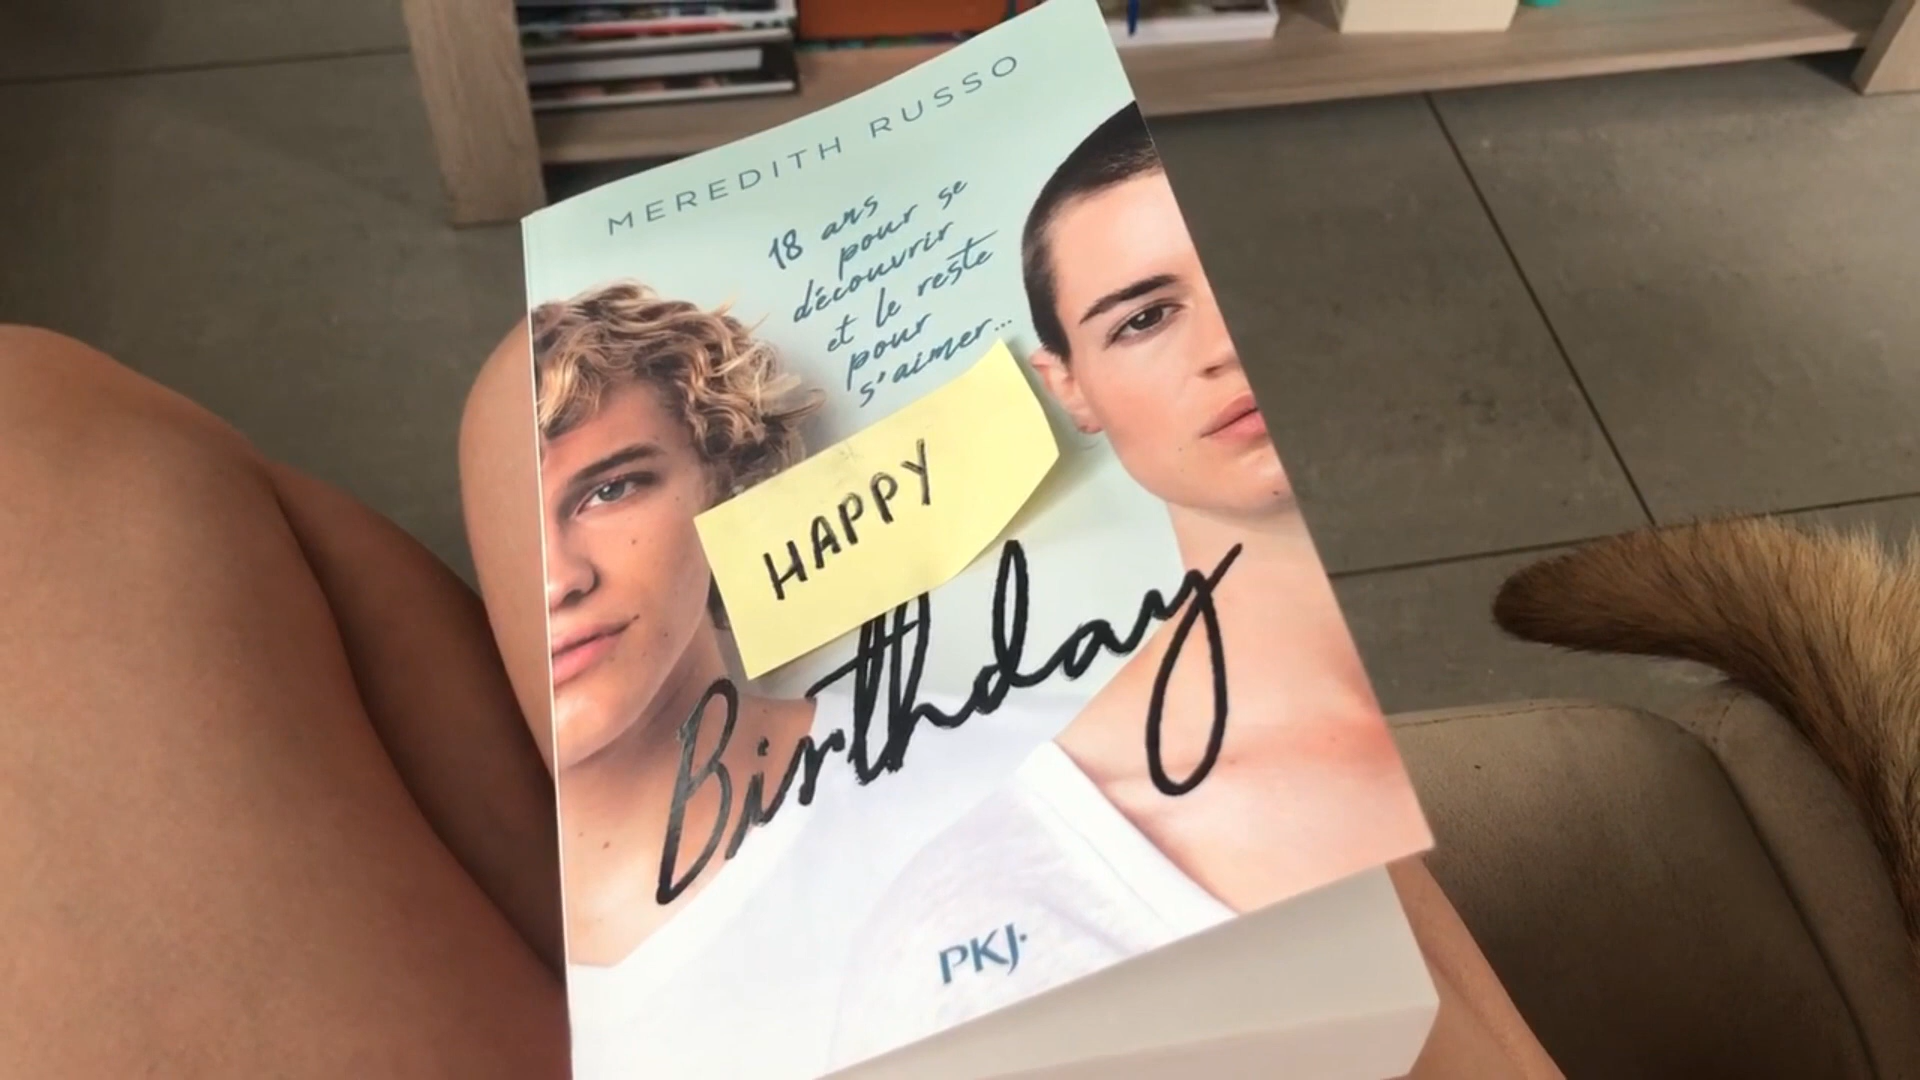 MEREDITH RUSSO
18 ans
pour se
découvrir
et le reste
pour
s'aimer...
HAPPY
Birthday
PKJ.